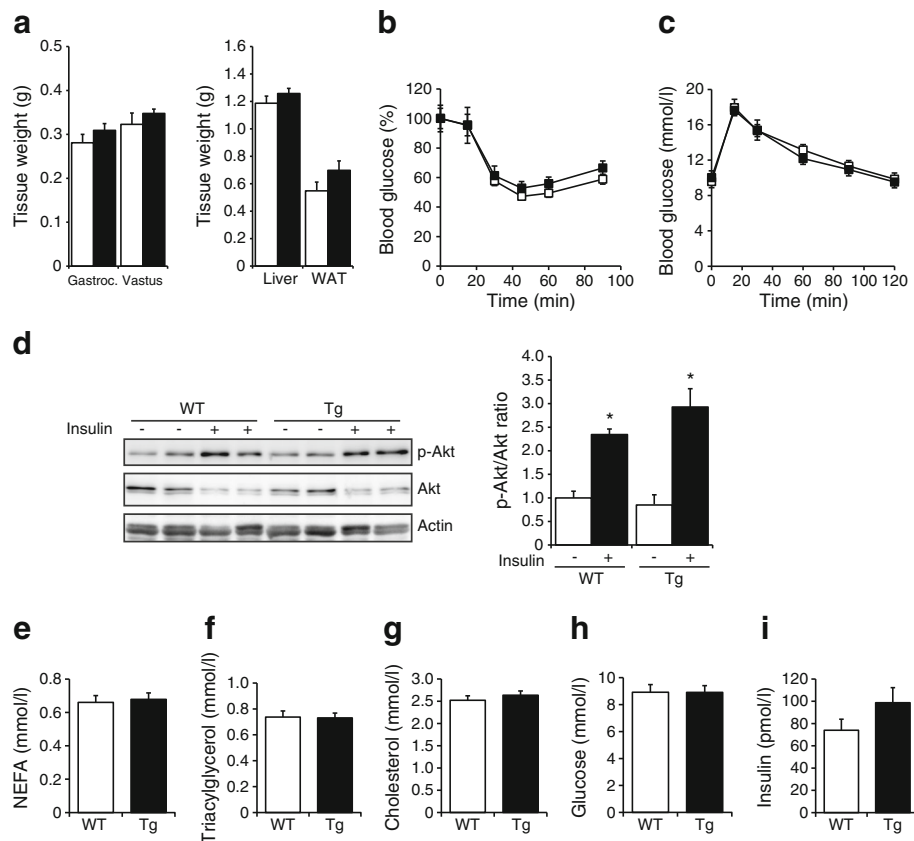 a
Tissue weight (g)
0.5
0.4
0.3
0.2
0.1
0
Gastroc. Vastus
Tissue weight (g)
1.6
1.4
1.2
1.0
0.8
0.6
0.4
0.2
0
Liver WAT
b
Blood glucose (%)
120
100
80
60
40
20
0
0 20 40 60 80 100
Time (min)
c
Blood glucose (mmol/l)
20
16
12
8
4
0
0 20 40 60 80 100 120
Time (min)
d
WT Tg
Insulin - - + + - - + +
p-Akt
Akt
Actin
p-Akt/Akt ratio
4.0
3.5
3.0
2.5
2.0
1.5
1.0
0.5
0
* *
Insulin - + - +
WT Tg
e
NEFA (mmol/l)
0.8
0.6
0.4
0.2
0
WT Tg
f
Triacylglycerol (mmol/l)
1.0
0.8
0.6
0.4
0.2
0
WT Tg
g
Cholesterol (mmol/l)
3.0
2.5
2.0
1.5
1.0
0.5
0
WT Tg
h
Glucose (mmol/l)
10
8
6
4
2
0
WT Tg
i
Insulin (pmol/l)
120
100
80
60
40
20
0
WT Tg